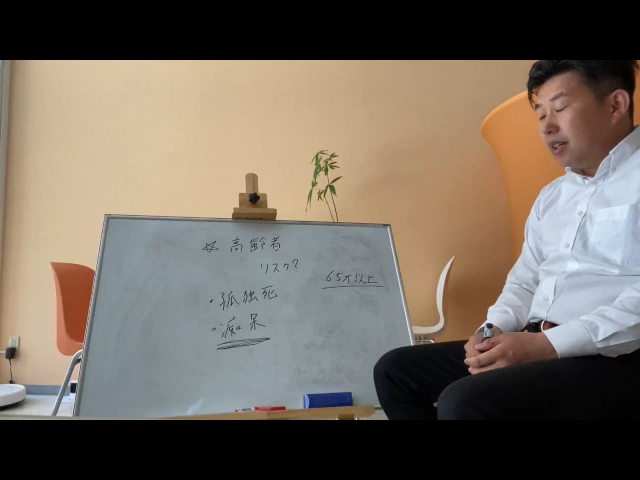 高齢者
リスク?
65才以上
・孤独死
・痴呆